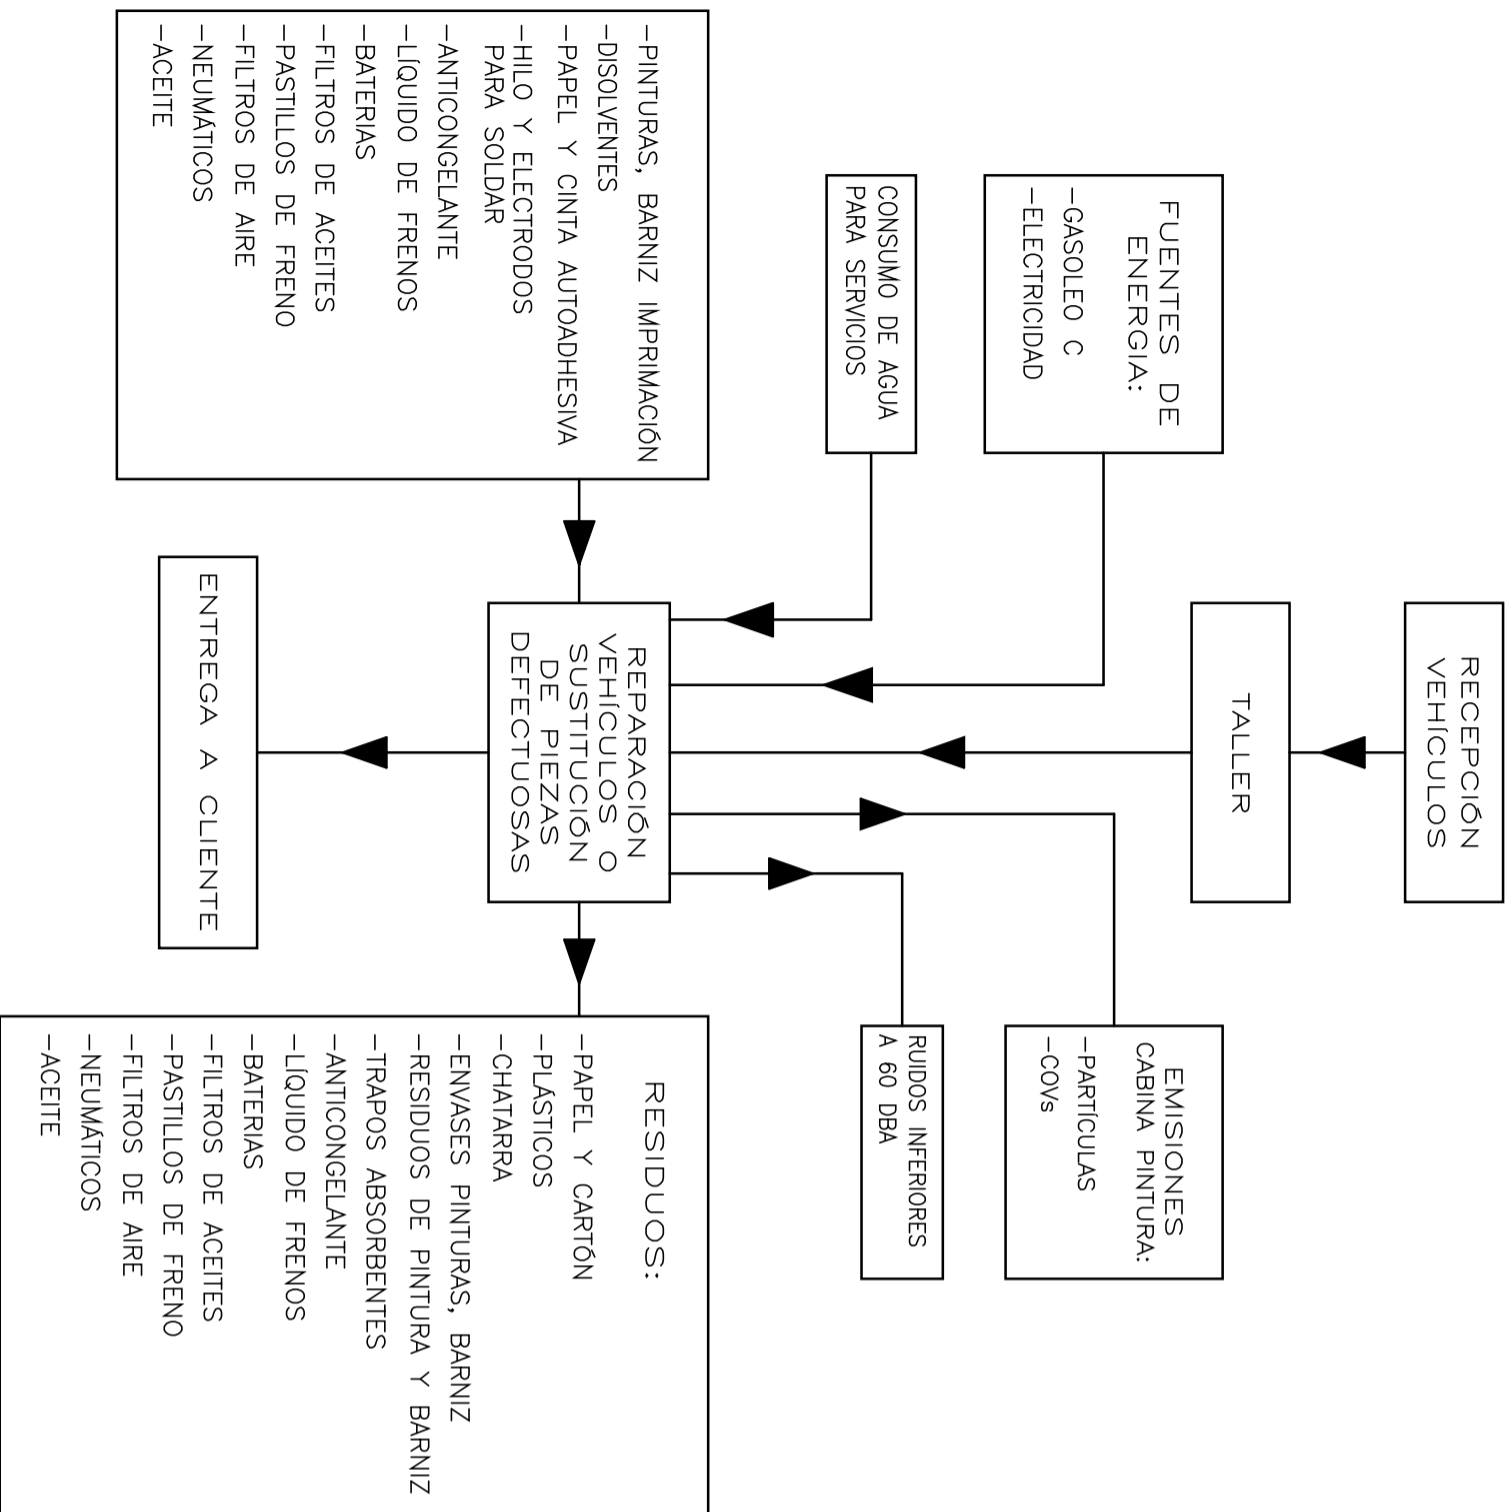 RECEPCIÓN
VEHÍCULOS
TALLER
FUENTES DE
ENERGIA:
—GASOLEO C
—ELECTRICIDAD
EMISIONES
CABINA PINTURA:
—PARTÍCULAS
—COVs
CONSUMO DE AGUA
PARA SERVICIOS
RUIDOS INFERIORES
A 60 DBA
—PINTURAS, BARNIZ IMPRIMACIÓN
—DISOLVENTES
—PAPEL Y CINTA AUTOADHESIVA
—HILO Y ELECTRODOS
PARA SOLDAR
—ANTICONGELANTE
—LÍQUIDO DE FRENOS
—BATERIAS
—FILTROS DE ACEITES
—PASTILLOS DE FRENO
—FILTROS DE AIRE
—NEUMÁTICOS
—ACEITE
REPARACIÓN
VEHÍCULOS O
SUSTITUCIÓN
DE PIEZAS
DEFECTUOSAS
RESIDUOS:
—PAPEL Y CARTÓN
—PLÁSTICOS
—CHATARRA
—ENVASES PINTURAS, BARNIZ
—RESIDUOS DE PINTURA Y BARNIZ
—TRAPOS ABSORBENTES
—ANTICONGELANTE
—LÍQUIDO DE FRENOS
—BATERIAS
—FILTROS DE ACEITES
—PASTILLOS DE FRENO
—FILTROS DE AIRE
—NEUMÁTICOS
—ACEITE
ENTREGA A CLIENTE